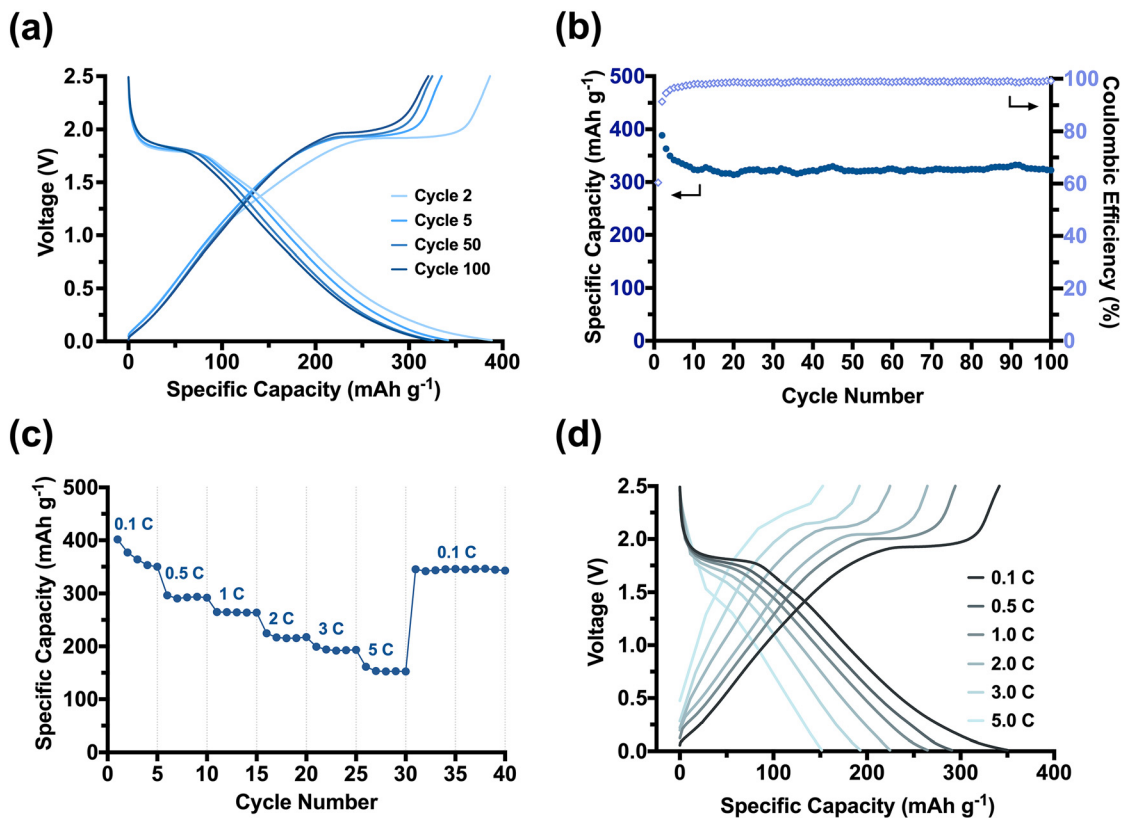 (a)
2.5
2.0
1.5
1.0
0.5
0.0
Voltage (V)
Cycle 2
Cycle 5
Cycle 50
Cycle 100
0 100 200 300 400
Specific Capacity (mAh g-1)
(b)
500
400
300
200
100
0
Specific Capacity (mAh g-1)
100
80
60
40
20
0
Coulombic Efficiency (%)
0 10 20 30 40 50 60 70 80 90 100
Cycle Number
(c)
500
400
300
200
100
0
Specific Capacity (mAh g-1)
0.1 C
0.5 C
1 C
2 C
3 C
5 C
0.1 C
0 5 10 15 20 25 30 35 40
Cycle Number
(d)
2.5
2.0
1.5
1.0
0.5
0.0
Voltage (V)
0.1 C
0.5 C
1.0 C
2.0 C
3.0 C
5.0 C
0 100 200 300 400
Specific Capacity (mAh g-1)